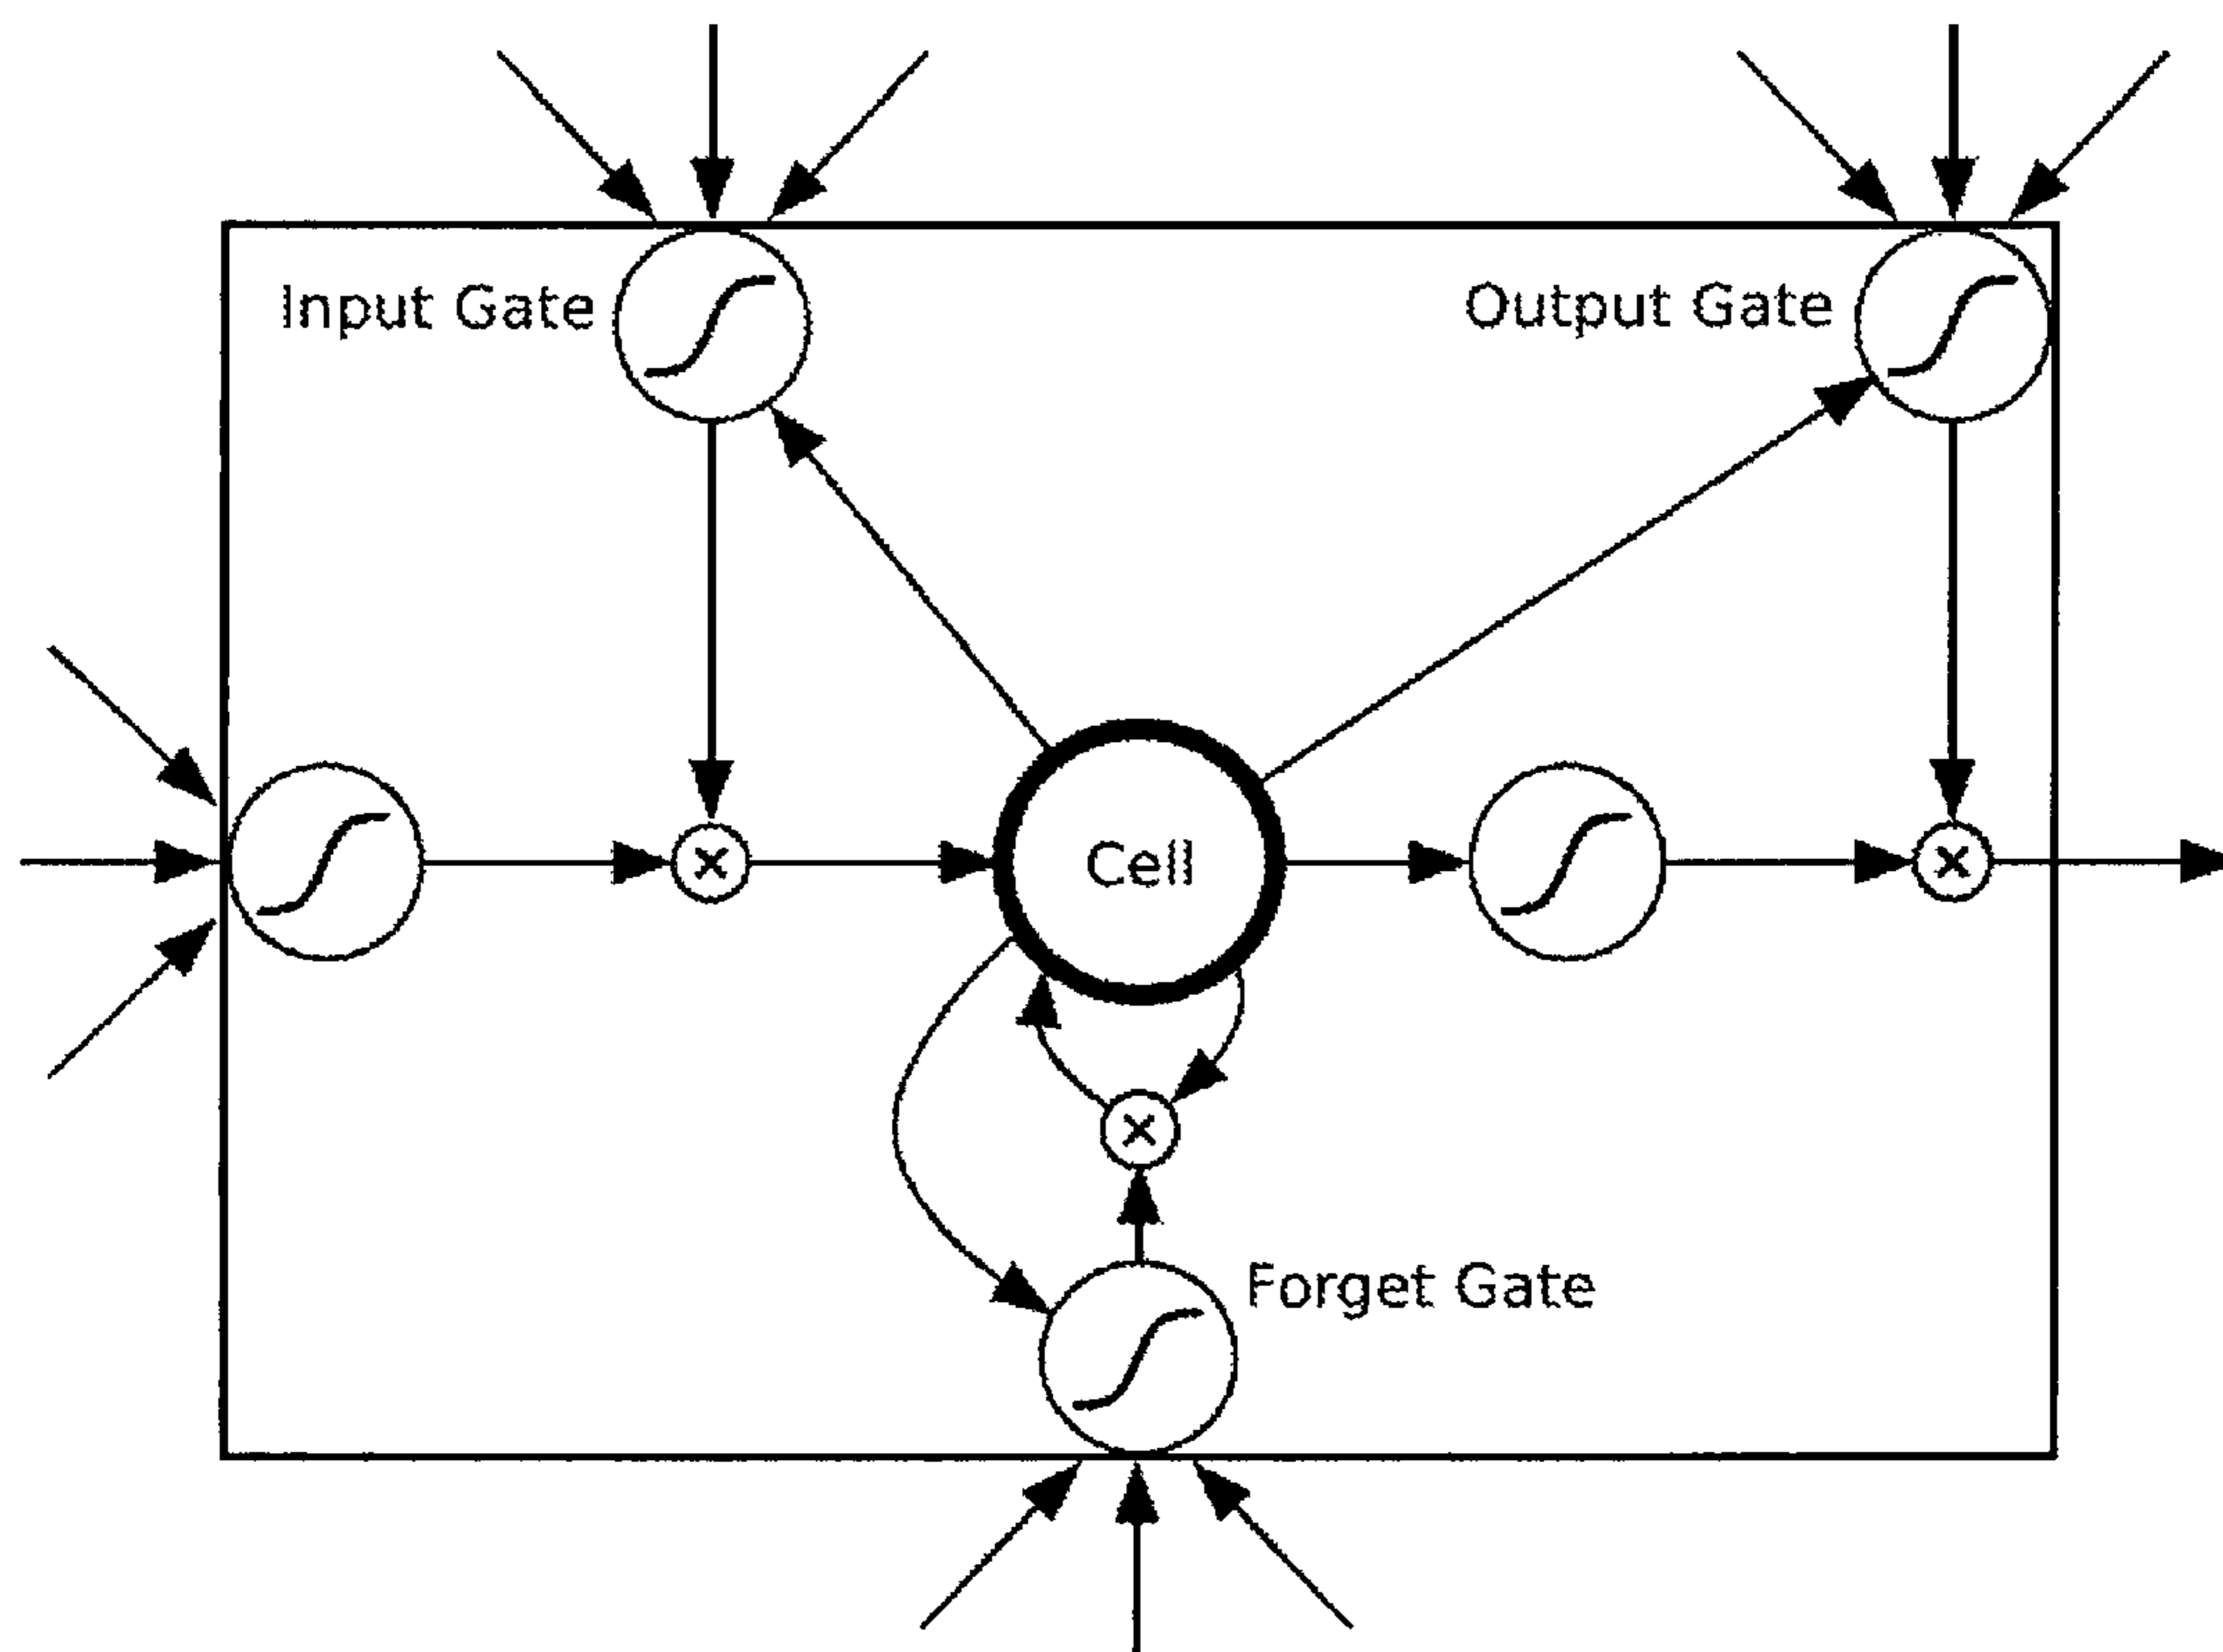 Input Gate
Output Gate
×
Cell
×
×
Forget Gate